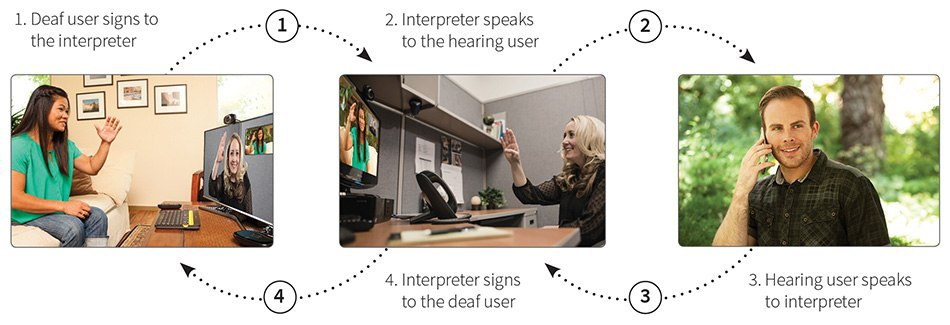 1. Deaf user signs to
the interpreter
1
2. Interpreter speaks
to the hearing user
2
4
4. Interpreter signs
to the deaf user
3
3. Hearing user speaks
to interpreter